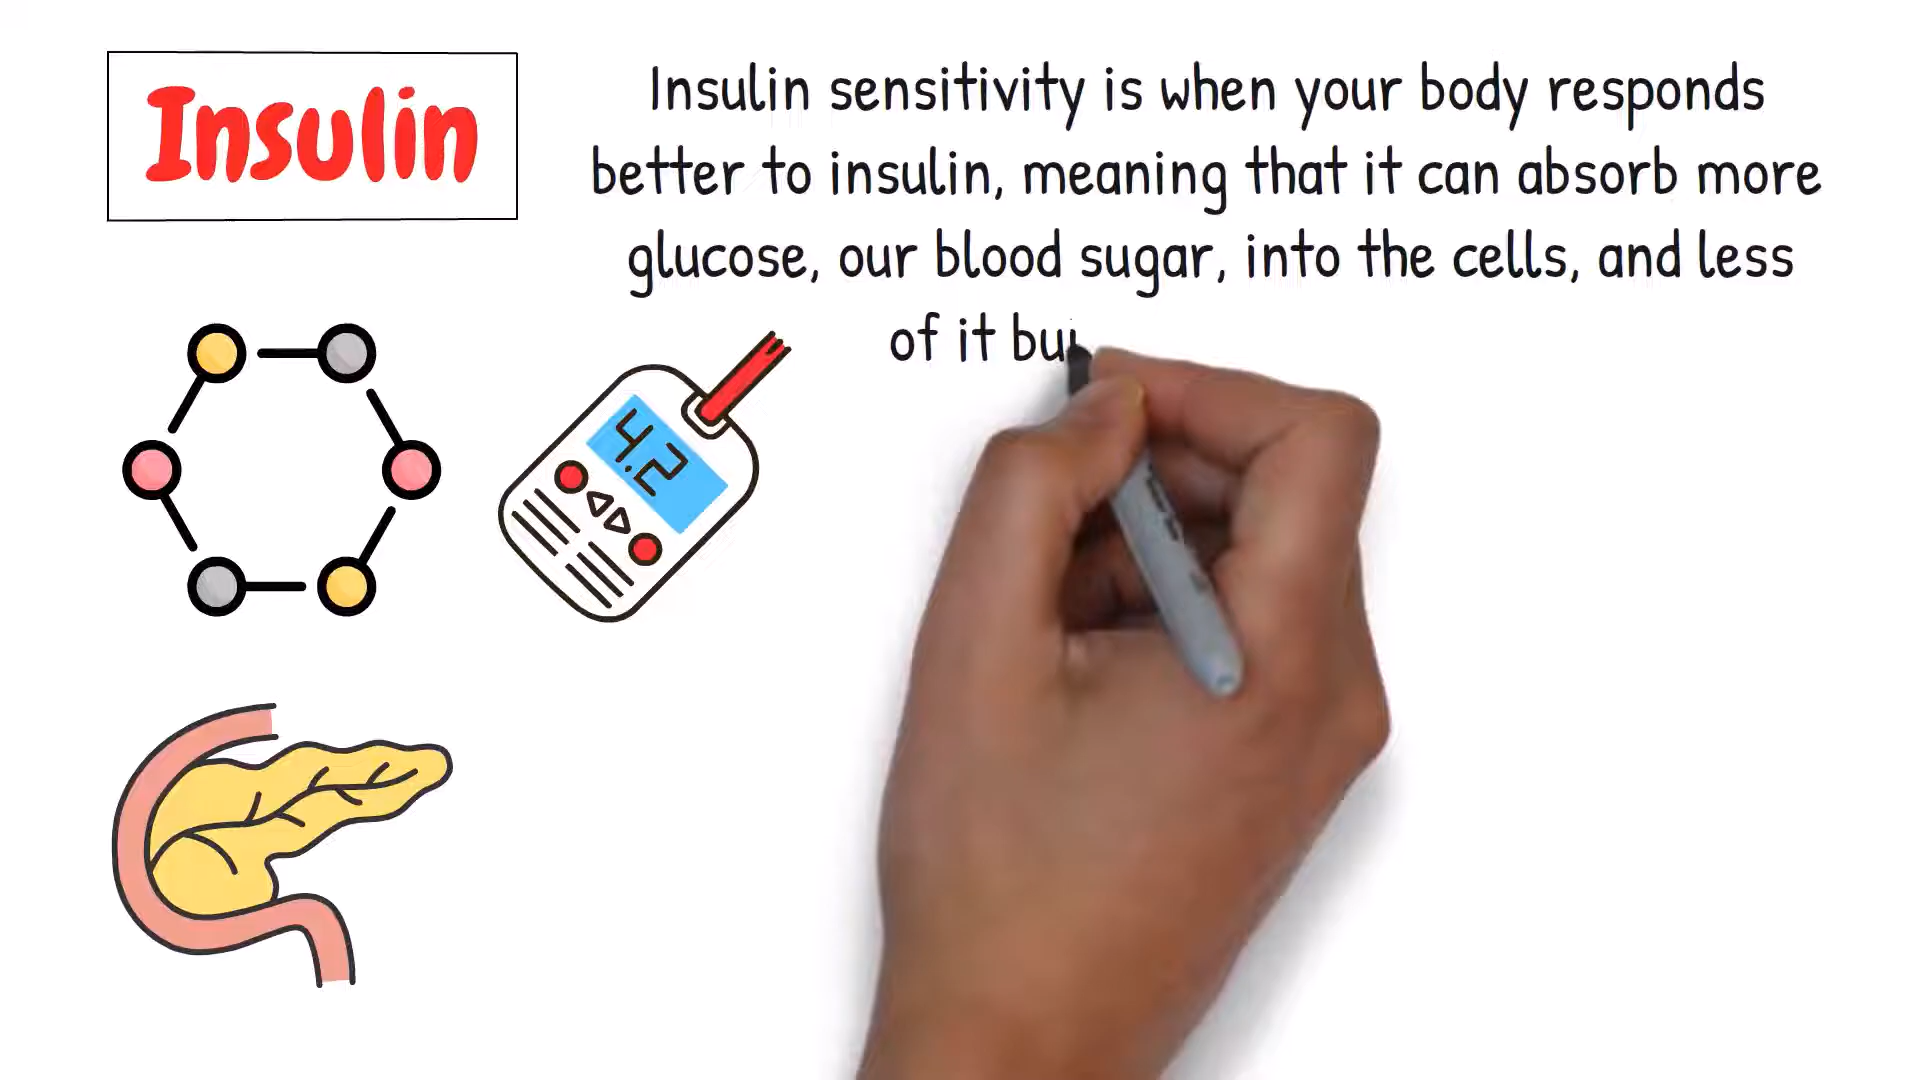 Insulin
Insulin sensitivity is when your body responds
better to insulin, meaning that it can absorb more
glucose, our blood sugar, into the cells, and less
of it bui
4.2